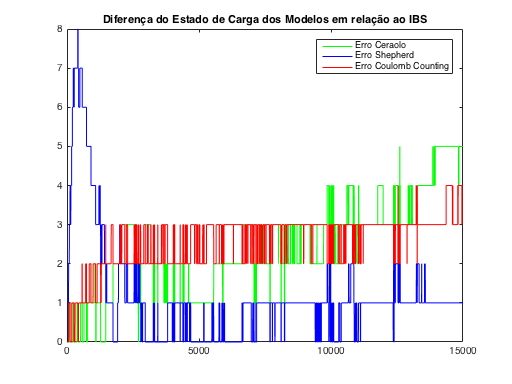 Diferença do Estado de Carga dos Modelos em relação ao IBS
8
Erro Ceraolo
Erro Shepherd
Erro Coulomb Counting
7
6
5
4
3
2
1
0
0 5000 10000 15000